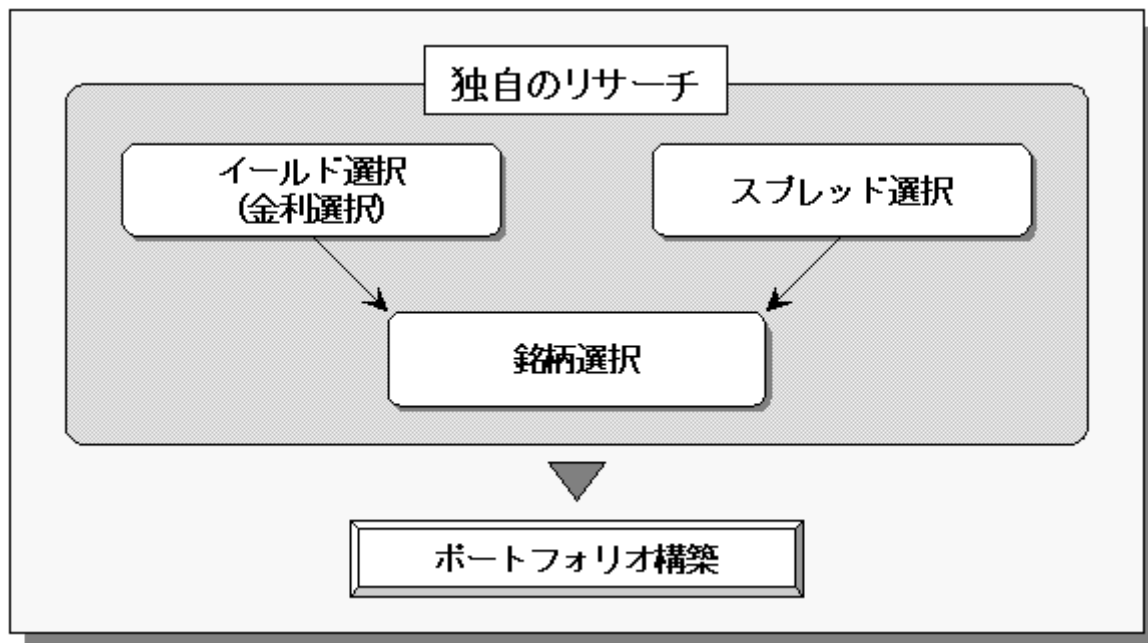 独自のリサーチ
イールド選択
(金利選択)
スプレッド選択
銘柄選択
ポートフォリオ構築